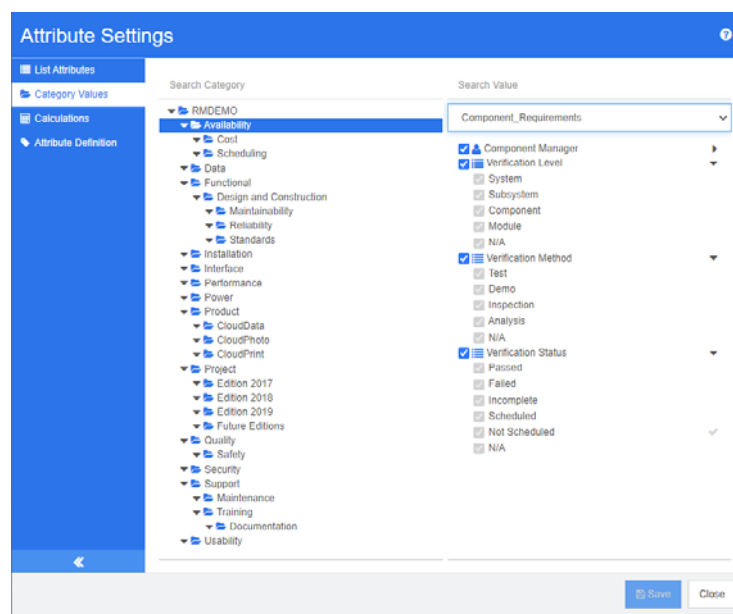 Attribute Settings
List Attributes
Category Values
Calculations
Attribute Definition
Search Category
RMDEMO
Availability
Cost
Scheduling
Data
Functional
Design and Construction
Maintainability
Reliability
Standards
Installation
Interface
Performance
Power
Product
CloudData
CloudPhoto
CloudPrint
Project
Edition 2017
Edition 2018
Edition 2019
Future Editions
Quality
Safety
Security
Support
Maintenance
Training
Documentation
Usability
Search Value
Component_Requirements
Component Manager
Verification Level
System
Subsystem
Component
Module
N/A
Verification Method
Test
Demo
Inspection
Analysis
N/A
Verification Status
Passed
Failed
Incomplete
Scheduled
Not Scheduled
N/A
Save
Close